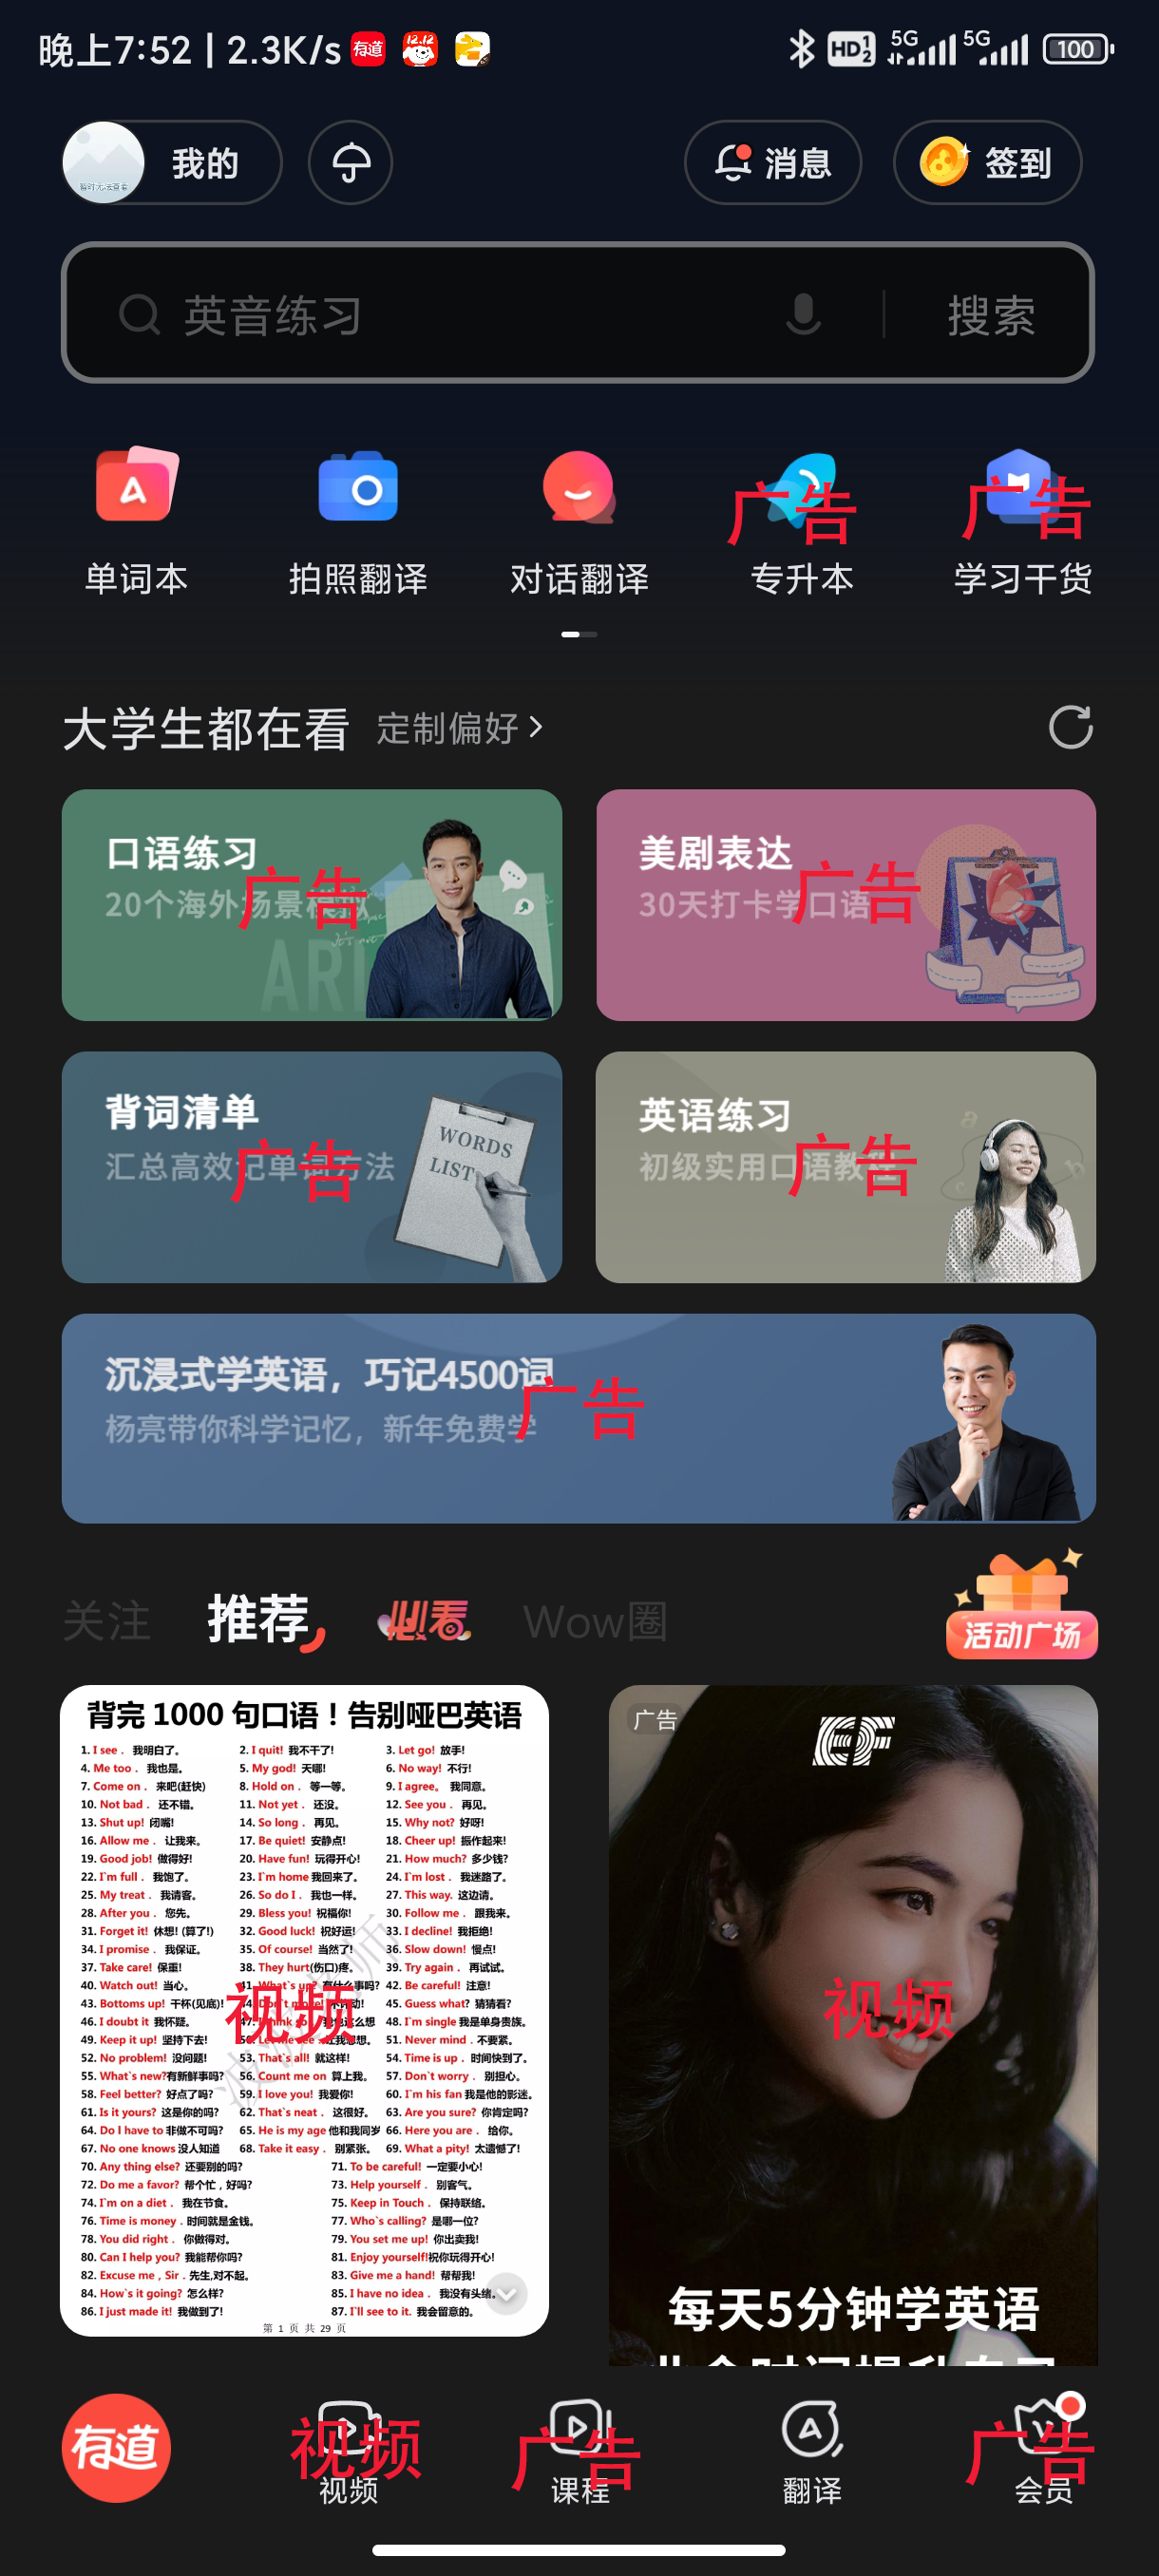 晚上7:52 | 2.3K/s 有道 12.12 HD 1 2 5G 5G 100
暂时无法查看
我的 消息 签到
英音练习 搜索
广告 广告
单词本 拍照翻译 对话翻译 专升本 学习干货
大学生都在看 定制偏好
口语练习
广告
20个海外场景
ARI
美剧表达
广告
30天打卡学口语
背词清单
广告
汇总高效记单词方法
WORDS
LIST
英语练习
广告
初级实用口语教程
沉浸式学英语，巧记4500词
广告
杨亮带你科学记忆，新年免费学
关注 推荐 必看 Wow圈 活动广场
背完 1000 句口语！告别哑巴英语
1. I see． 我明白了。 2. I quit! 我不干了! 3. Let go! 放手!
4. Me too． 我也是。 5. My god! 天哪! 6. No way! 不行!
7. Come on． 来吧(赶快) 8. Hold on． 等一等。 9. I agree。 我同意。
10. Not bad． 还不错。 11. Not yet． 还没。 12. See you． 再见。
13. Shut up! 闭嘴! 14. So long． 再见。 15. Why not? 好呀!
16. Allow me． 让我来。 17. Be quiet! 安静点! 18. Cheer up! 振作起来!
19. Good job! 做得好! 20. Have fun! 玩得开心! 21. How much? 多少钱?
22. I`m full． 我饱了。 23. I`m home 我回来了。 24. I`m lost． 我迷路了。
25. My treat． 我请客。 26. So do I． 我也一样。 27. This way. 这边请。
28. After you． 您先。 29. Bless you! 祝福你! 30. Follow me． 跟我来。
31. Forget it! 休想! (算了!) 32. Good luck! 祝好运! 33. I decline! 我拒绝!
34. I promise． 我保证。 35. Of course! 当然了! 36. Slow down! 慢点!
37. Take care! 保重! 38. They hurt(伤口)疼。 39. Try again． 再试试。
40. Watch out! 当心。 41. What`s up? 有什么事吗? 42. Be careful! 注意!
43. Bottoms up! 干杯(见底)! 44. Don`t move! 不许动! 45. Guess what? 猜猜看?
46. I doubt it 我怀疑。 47. I think so. 我也这么想 48. I`m single 我是单身贵族。
49. Keep it up! 坚持下去! 50. Let me see．让我想想。 51. Never mind．不要紧。
52. No problem! 没问题! 53. That`s all! 就这样! 54. Time is up． 时间快到了。
55. What`s new?有新鲜事吗? 56. Count me on 算上我。 57. Don`t worry． 别担心。
58. Feel better? 好点了吗? 59. I love you! 我爱你! 60. I`m his fan 我是他的影迷。
61. Is it yours? 这是你的吗? 62. That`s neat． 这很好。 63. Are you sure? 你肯定吗?
64. Do I have to 非做不可吗? 65. He is my age 他和我同岁 66. Here you are． 给你。
67. No one knows 没人知道 68. Take it easy． 别紧张。 69. What a pity! 太遗憾了!
70. Any thing else? 还要别的吗? 71. To be careful! 一定要小心!
72. Do me a favor? 帮个忙，好吗? 73. Help yourself． 别客气。
74. I`m on a diet． 我在节食。 75. Keep in Touch． 保持联络。
76. Time is money．时间就是金钱。 77. Who`s calling? 是哪一位?
78. You did right． 你做得对。 79. You set me up! 你出卖我!
80. Can I help you? 我能帮你吗? 81. Enjoy yourself!祝你玩得开心!
82. Excuse me，Sir．先生,对不起。 83. Give me a hand! 帮帮我!
84. How`s it going? 怎么样? 85. I have no idea． 我没有头绪。
86. I just made it! 我做到了! 87. I`ll see to it. 我会留意的。
第 1 页 共 29 页
视频
广告
EF
视频
每天5分钟学英语
有道 视频 广告 广告
视频 课程 翻译 会员